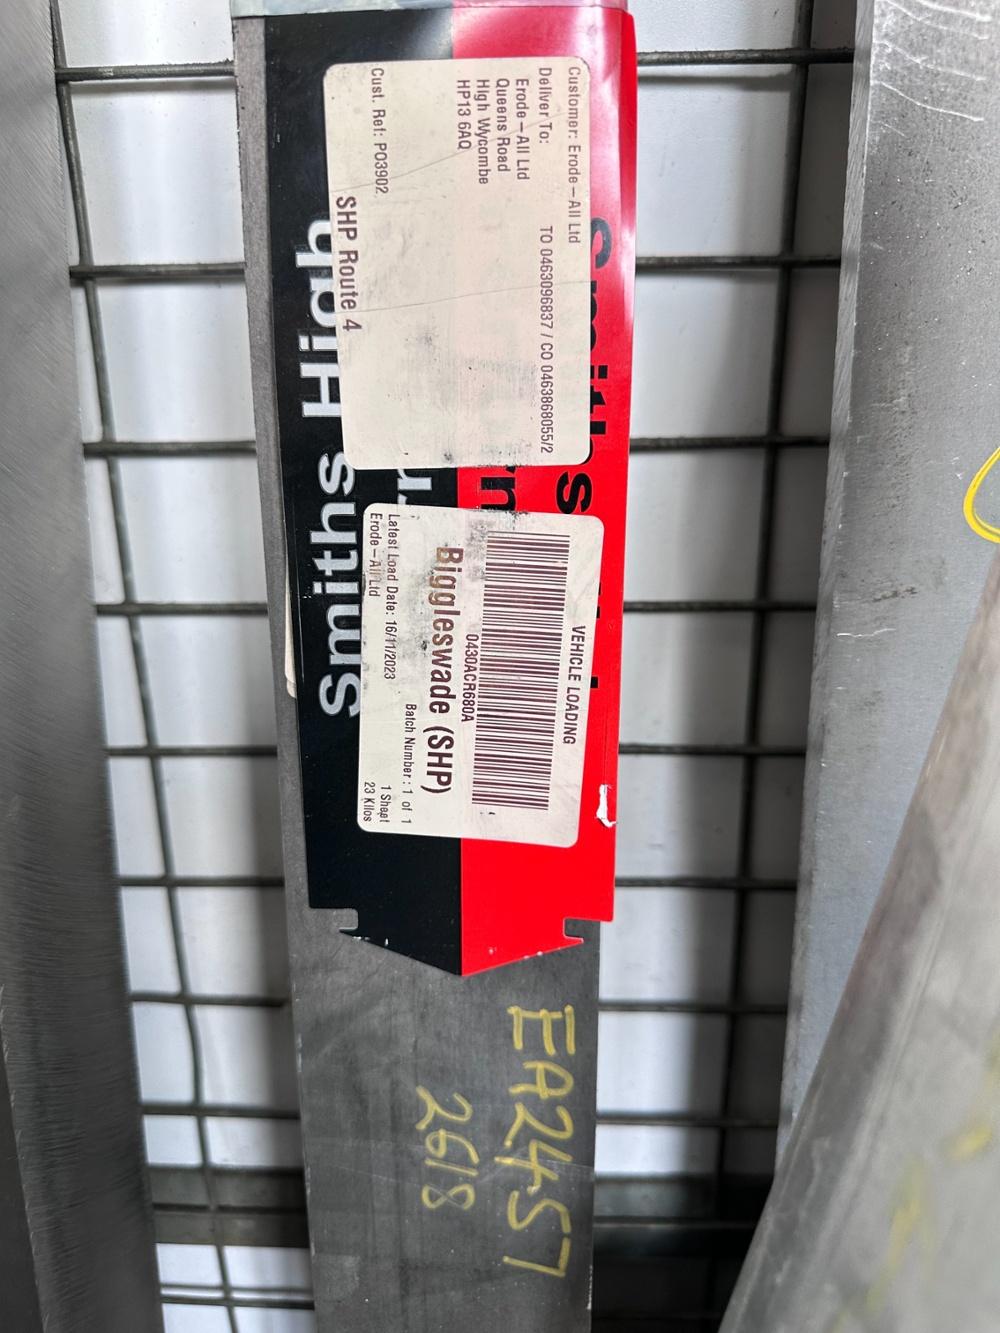 Customer: Erode-All Ltd
Deliver To:
Erode-All Ltd
Queens Road
High Wycombe
HP13 6AQ
TO 0463096837 / CO 0463868055/2
Cust. Ref: PO3902
SHP Route 4
VEHICLE LOADING
0430ACR680A
Biggleswade (SHP)
Batch Number: 1 of 1
Latest Load Date: 16/11/2023
1 Sheet
Erode-All Ltd
23 Kilos
Smiths High
EA2457
2618